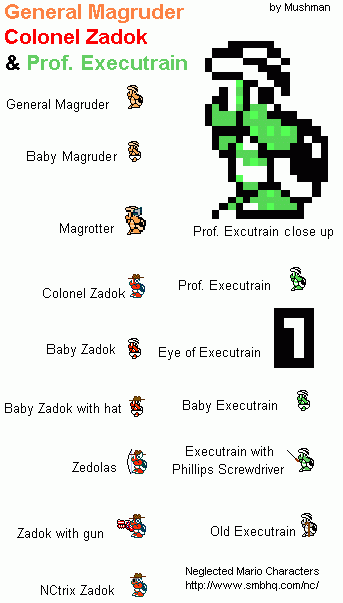 General Magruder
by Mushman
Colonel Zadok
& Prof. Executrain
General Magruder
Baby Magruder
Magrotter
Prof. Excutrain close up
Colonel Zadok
Prof. Executrain
Baby Zadok
Eye of Executrain
1
Baby Zadok with hat
Baby Executrain
Zedolas
Executrain with
Phillips Screwdriver
Zadok with gun
Old Executrain
NCtrix Zadok
Neglected Mario Characters
http://www.smbhq.com/nc/